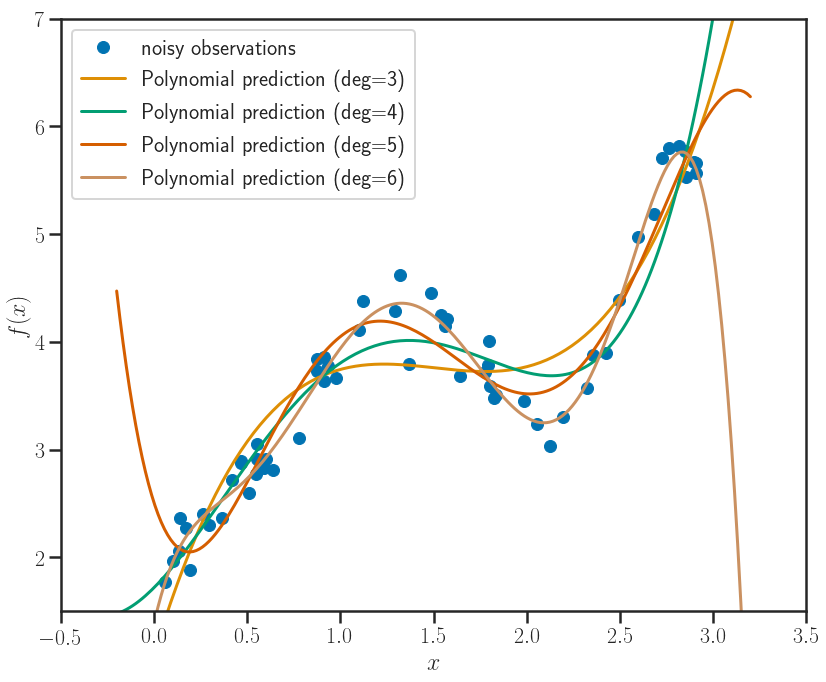 noisy observations
Polynomial prediction (deg=3)
Polynomial prediction (deg=4)
Polynomial prediction (deg=5)
Polynomial prediction (deg=6)
7
6
5
4
3
2
f(x)
−0.5 0.0 0.5 1.0 1.5 2.0 2.5 3.0 3.5
x